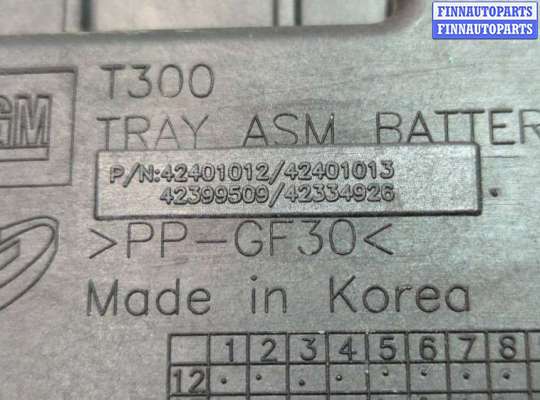 FINNAUTOPARTS
FINNAUTOPARTS
GM
T300
TRAY ASM BATTER
P/N:42401012/42401013
42399509/42334926
>PP-GF30<
Made in Korea
1 2 3 4 5 6 7 8
12